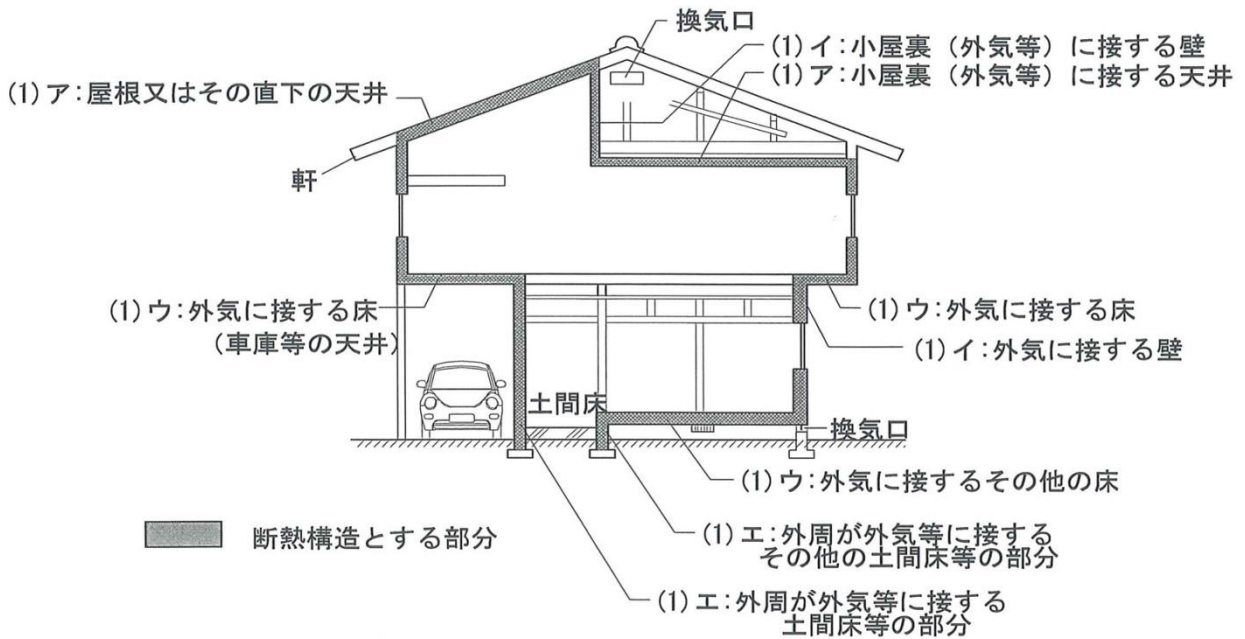 換気口
(1)イ:小屋裏(外気等)に接する壁
(1)ア:小屋裏(外気等)に接する天井
(1)ア:屋根又はその直下の天井
軒
(1)ウ:外気に接する床
(車庫等の天井)
(1)ウ:外気に接する床
(1)イ:外気に接する壁
土間床
換気口
(1)ウ:外気に接するその他の床
(1)エ:外周が外気等に接する
その他の土間床等の部分
断熱構造とする部分
(1)エ:外周が外気等に接する
土間床等の部分